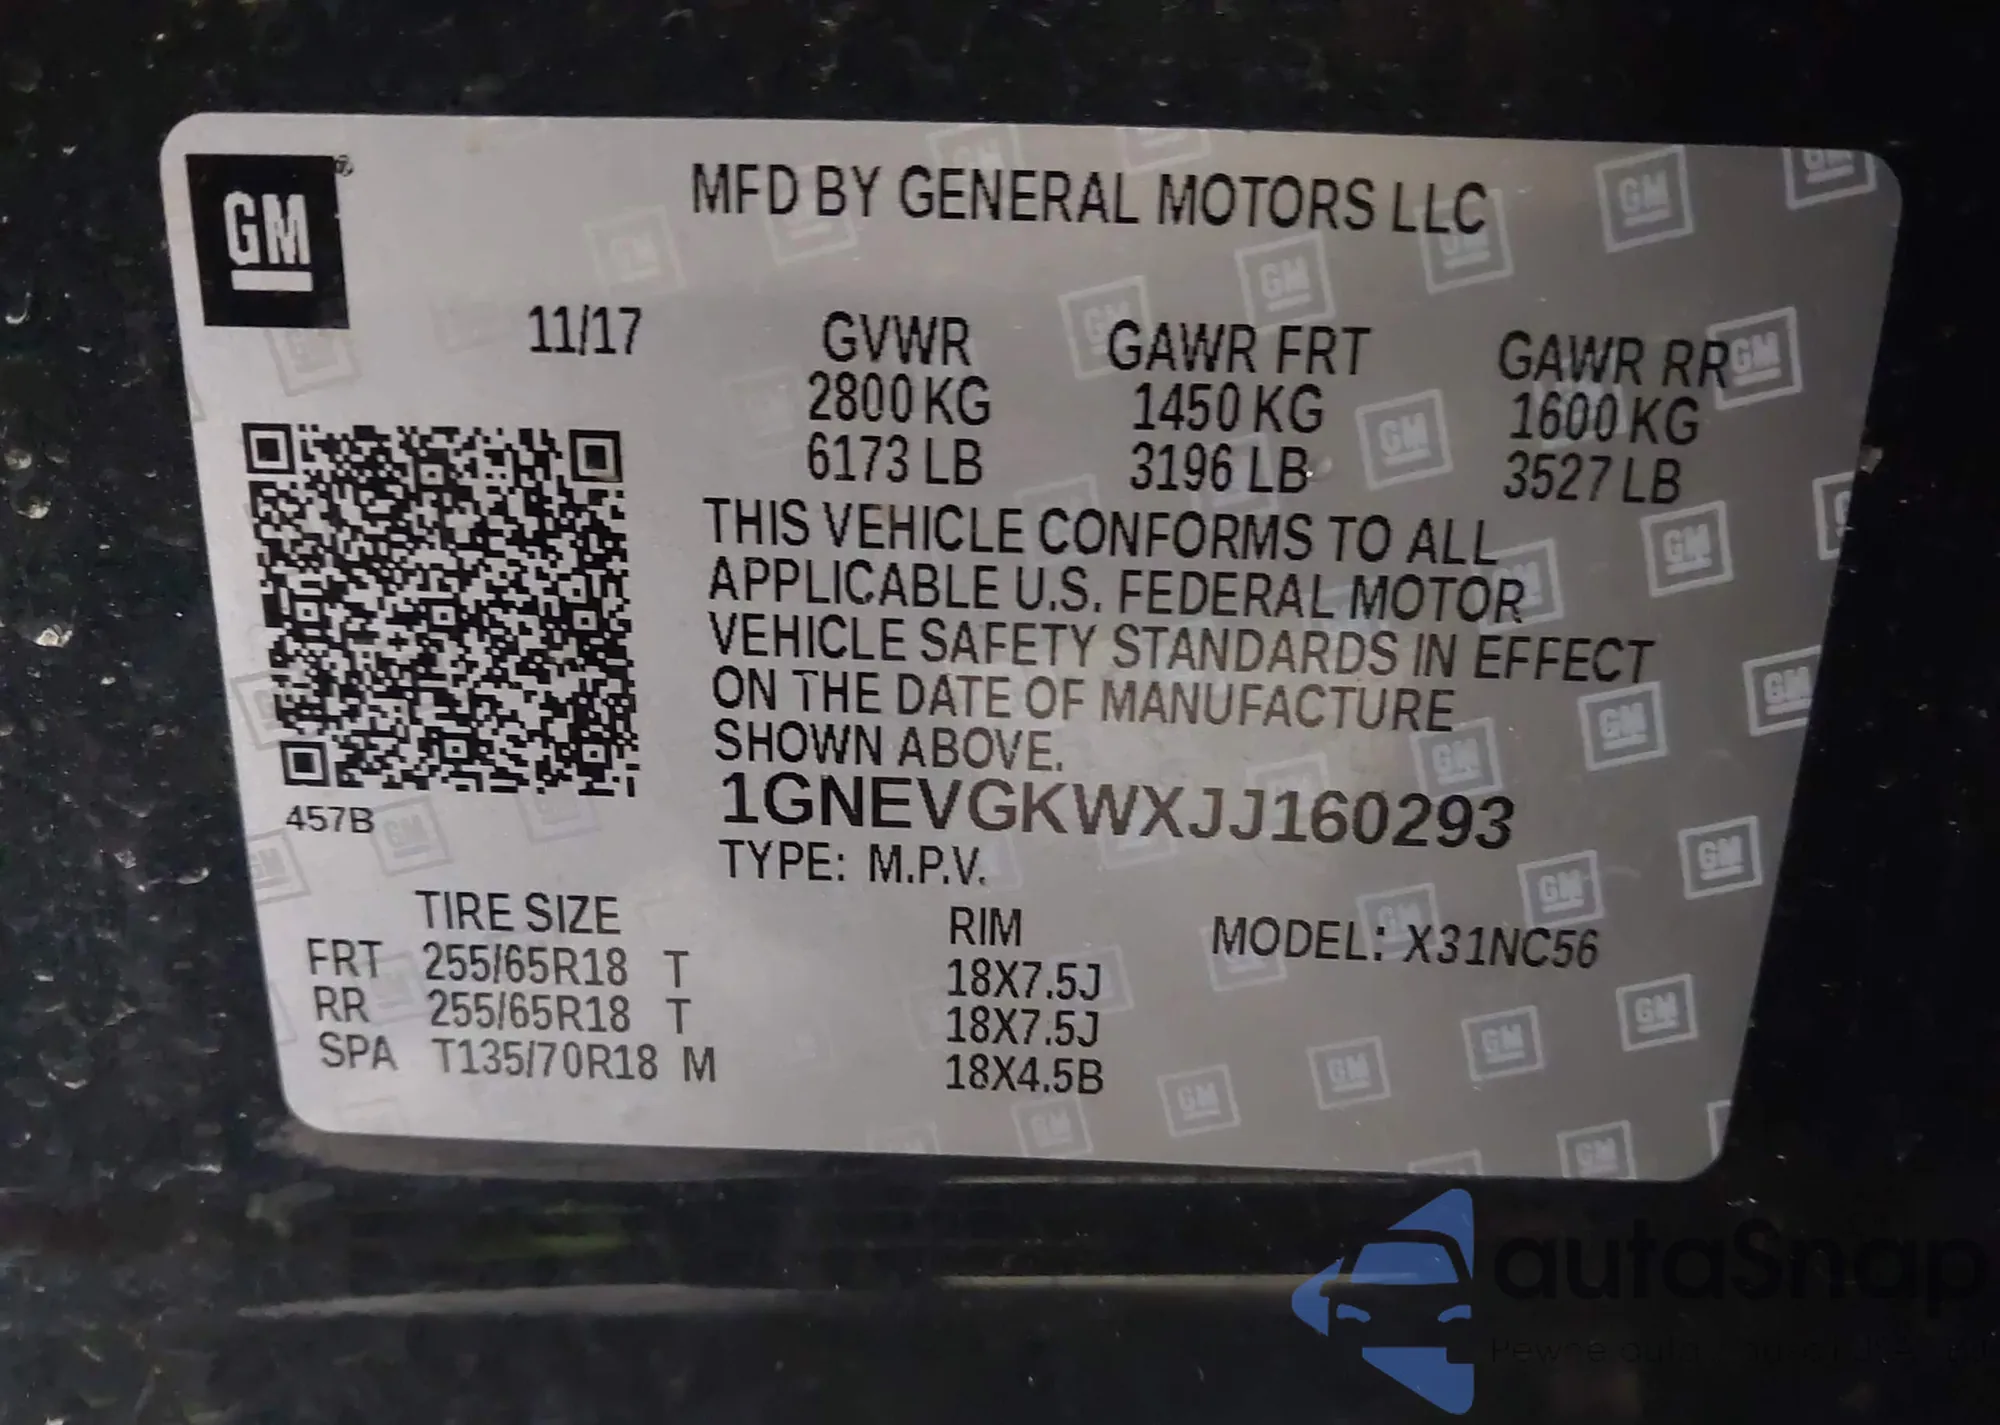 GM®
MFD BY GENERAL MOTORS LLC
11/17 GVWR GAWR FRT GAWR RR
2800 KG 1450 KG 1600 KG
6173 LB 3196 LB 3527 LB
THIS VEHICLE CONFORMS TO ALL
APPLICABLE U.S. FEDERAL MOTOR
VEHICLE SAFETY STANDARDS IN EFFECT
ON THE DATE OF MANUFACTURE
SHOWN ABOVE.
1GNEVGKWXJJ160293
457B
TYPE: M.P.V.
TIRE SIZE RIM MODEL: X31NC56
FRT 255/65R18 T 18X7.5J
RR 255/65R18 T 18X7.5J
SPA T135/70R18 M 18X4.5B
autaSnap
Pewne auta